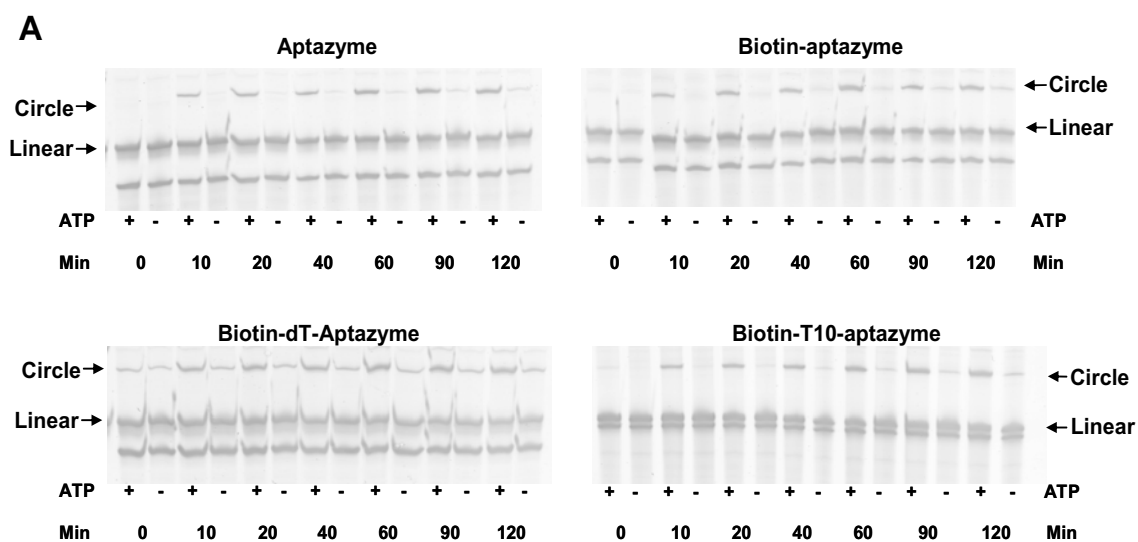 A
Aptazyme
Biotin-aptazyme
Circle
Linear
Circle
Linear
ATP + - + - + - + - + - + - + -
Min 0 10 20 40 60 90 120
+ - + - + - + - + - + - + - ATP
0 10 20 40 60 90 120 Min
Biotin-dT-Aptazyme
Biotin-T10-aptazyme
Circle
Linear
Circle
Linear
ATP + - + - + - + - + - + - + -
Min 0 10 20 40 60 90 120
+ - + - + - + - + - + - + - ATP
0 10 20 40 60 90 120 Min